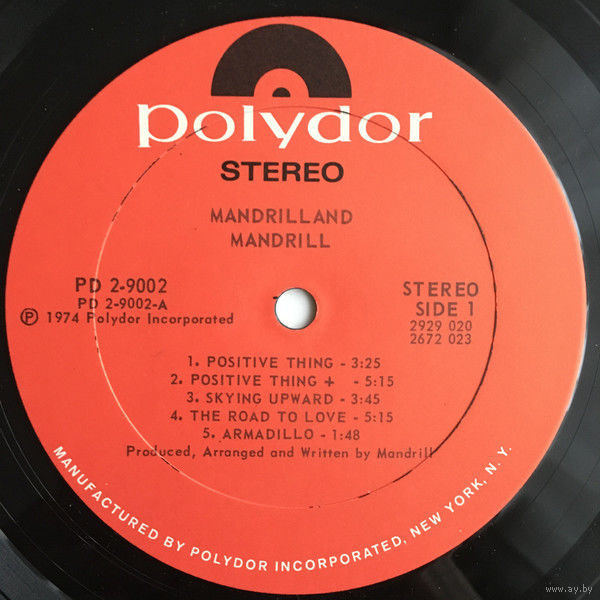 polydor
STEREO
MANDRILLAND
MANDRILL
PD 2-9002
PD 2-9002-A
Ⓟ 1974 Polydor Incorporated
STEREO
SIDE 1
2929 020
2672 023
1. POSITIVE THING - 3:25
2. POSITIVE THING + - 5:15
3. SKYING UPWARD - 3:45
4. THE ROAD TO LOVE - 5:15
5. ARMADILLO - 1:48
Produced, Arranged and Written by Mandrill
MANUFACTURED BY POLYDOR INCORPORATED, NEW YORK, N. Y.
www.ay.by